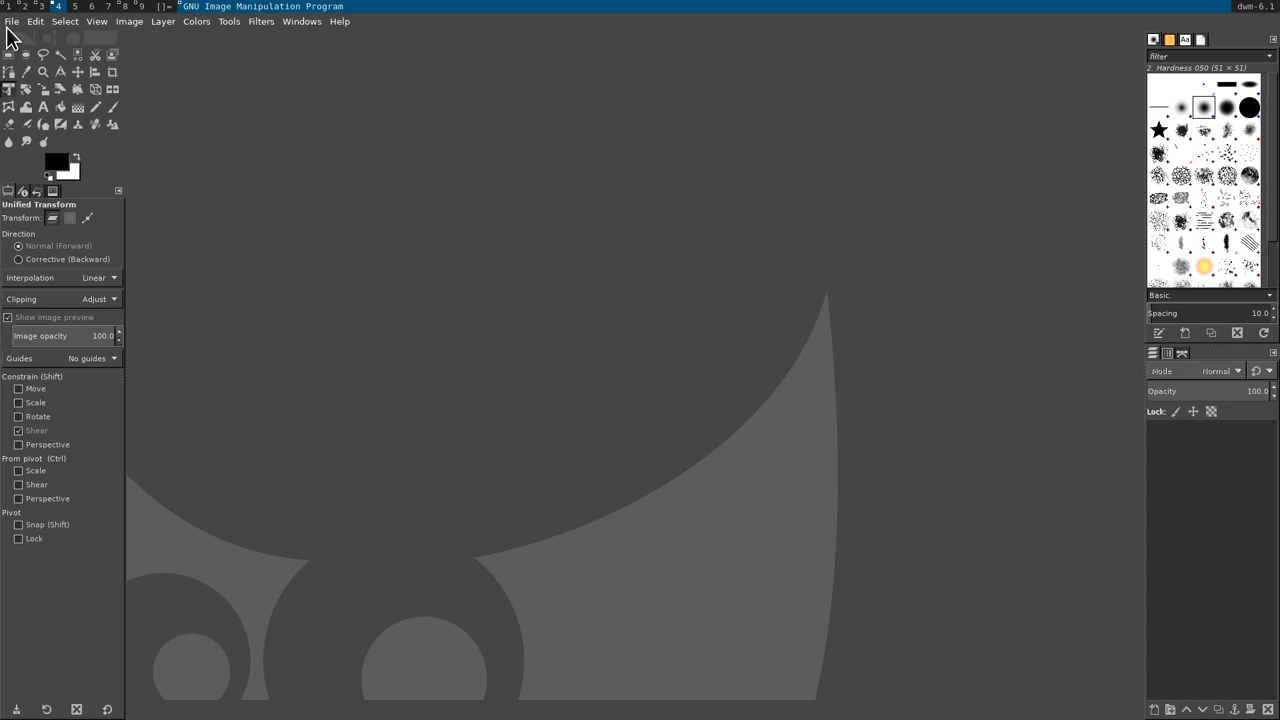 1 2 3 4 5 6 7 8 9 []= GNU Image Manipulation Program dwm-6.1
File Edit Select View Image Layer Colors Tools Filters Windows Help
filter
2. Hardness 050 (51 × 51)
Unified Transform
Transform:
Direction
Normal (Forward)
Corrective (Backward)
Interpolation Linear
Clipping Adjust
Show image preview
Image opacity 100.0
Guides No guides
Constrain (Shift)
Move
Scale
Rotate
Shear
Perspective
From pivot (Ctrl)
Scale
Shear
Perspective
Pivot
Snap (Shift)
Lock
Aa
Basic,
Spacing 10.0
Mode Normal
Opacity 100.0
Lock: